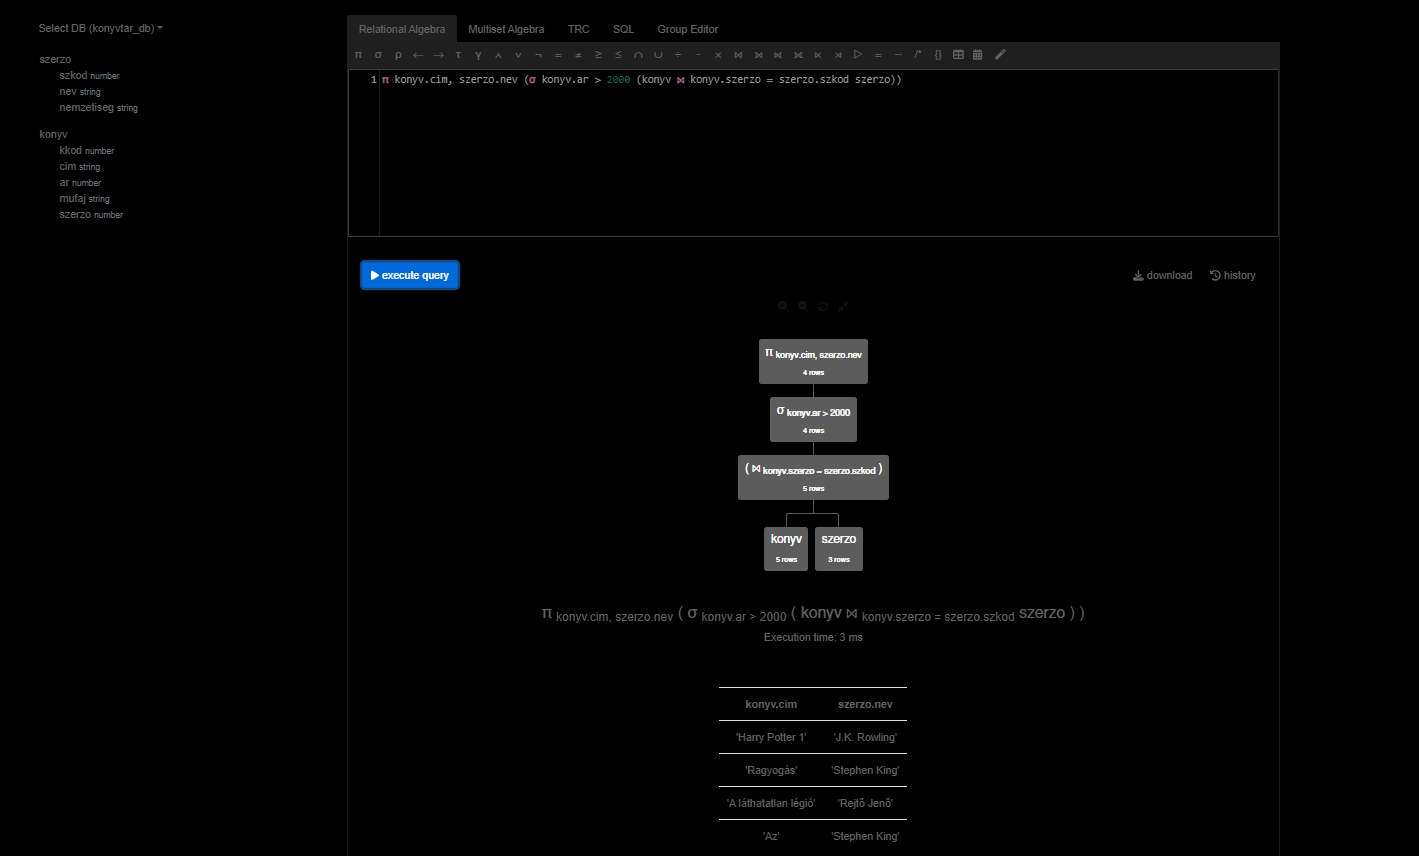 Select DB (konyvtar_db)
szerzo
szkod number
nev string
nemzetiseg string
konyv
kkod number
cim string
ar number
mufaj string
szerzo number
Relational Algebra Multiset Algebra TRC SQL Group Editor
π σ ρ ← → τ γ ∧ ∨ ¬ = ≠ ≥ ≤ ∩ ∪ ÷ - ⨯ ⨝ ⟕ ⟖ ⟗ ⋉ ⋊ ▷ = -- /* {}
1 π konyv.cim, szerzo.nev (σ konyv.ar > 2000 (konyv ⨝ konyv.szerzo = szerzo.szkod szerzo))
execute query
download history
π konyv.cim, szerzo.nev
4 rows
σ konyv.ar > 2000
4 rows
( ⨝ konyv.szerzo = szerzo.szkod )
5 rows
konyv szerzo
5 rows 3 rows
π konyv.cim, szerzo.nev ( σ konyv.ar > 2000 ( konyv ⨝ konyv.szerzo = szerzo.szkod szerzo ) )
Execution time: 3 ms
konyv.cim szerzo.nev
'Harry Potter 1' 'J.K. Rowling'
'Ragyogás' 'Stephen King'
'A láthatatlan légió' 'Rejtő Jenő'
'Az' 'Stephen King'